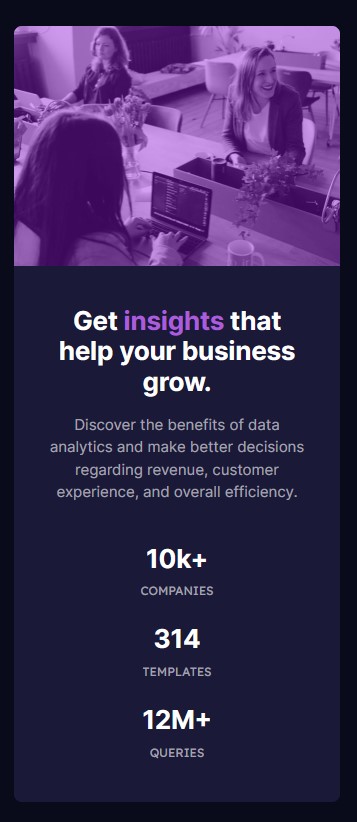 Get insights that
help your business
grow.
Discover the benefits of data
analytics and make better decisions
regarding revenue, customer
experience, and overall efficiency.
10k+
COMPANIES
314
TEMPLATES
12M+
QUERIES